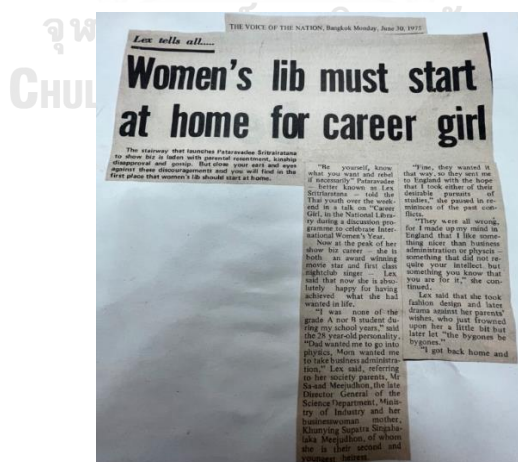 จุฬ
CHUL
THE VOICE OF THE NATION, Bangkok Monday, June 30, 1975
Lex tells all.....
Women's lib must start
at home for career girl
The stairway that launches Pataravadee Sritrairatana
to show biz is laden with parental resentment, kinship
disapproval and gossip. But close your ears and eyes
against these discouragements and you will find in the
first place that women's lib should start at home.
"Be yourself, know
what you want and rebel
if necessarily" Pataravadee
— better known as Lex
Sritrairatana — told the
Thai youth over the week-
end in a talk on "Career
Girl, in the National Libra-
ry during a discussion pro-
gramme to celebrate Inter-
national Women's Year.
Now at the peak of her
show biz career — she is
both an award winning
movie star and first class
nightclub singer — Lex
said that now she is abso-
lutely happy for having
achieved what she had
wanted in life.
"I was none of the
grade A nor B student du-
ring my school years," said
the 28 year-old personality.
"Dad wanted me to go into
physics, Mom wanted me
to take business administra-
tion," Lex said, referring
to her society parents, Mr
Sa-ard Meejudhon, the late
Director General of the
Science Department, Minis-
try of Industry and her
businesswoman mother,
Khunying Supatra Singha-
laka Meejudhon, of whom
she is their second and
youngest heiress.
"Fine, they wanted it
that way, so they sent me
to England with the hope
that I took either of their
desirable pursuits of
studies," she paused in re-
minisces of the past con-
flicts.
"They were all wrong,
for I made up my mind in
England that I like some-
thing nicer than business
administration or physcis —
something that did not re-
quire your intellect but
something you know that
you are for it," she con-
tinued.
Lex said that she took
fashion design and later
drama against her parents'
wishes, who just frowned
upon her a little bit but
later let "the bygones be
bygones."
"I got back home and